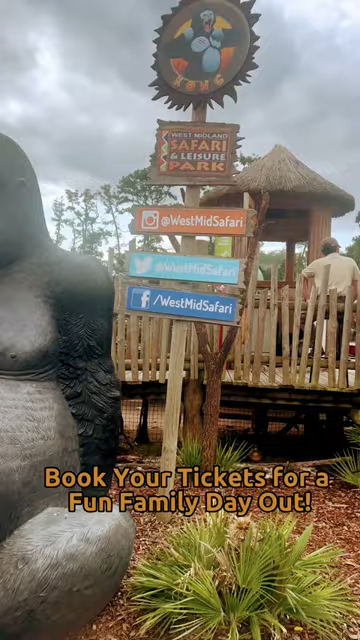 KONG
WEST MIDLAND
SAFARI
& LEISURE
PARK
@WestMidSafari
@WestMidSafari
/WestMidSafari
Book Your Tickets for a
Fun Family Day Out!